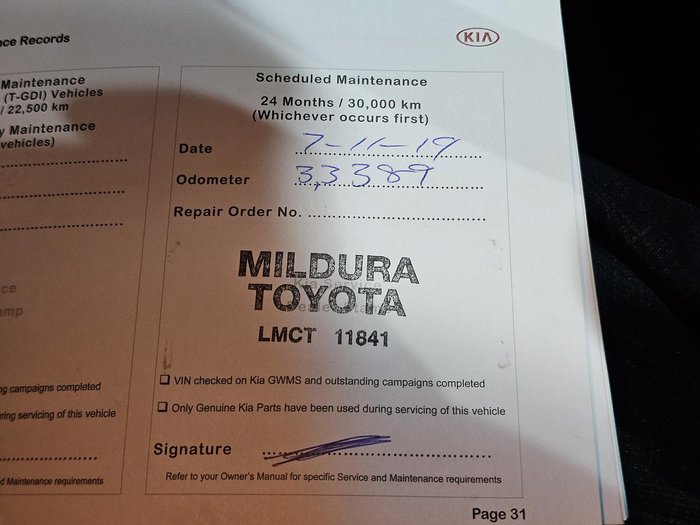 ce Records
KIA
Maintenance
(T-GDI) Vehicles
/ 22,500 km
y Maintenance
vehicles)
ce
mp
ng campaigns completed
ring servicing of this vehicle
d Maintenance requirements
Scheduled Maintenance
24 Months / 30,000 km
(Whichever occurs first)
Date 7-11-19
Odometer 33389
Repair Order No.
MILDURA
Kia Service
TOYOTA
LMCT 11841
❑ VIN checked on Kia GWMS and outstanding campaigns completed
❑ Only Genuine Kia Parts have been used during servicing of this vehicle
Signature
Refer to your Owner's Manual for specific Service and Maintenance requirements
Page 31